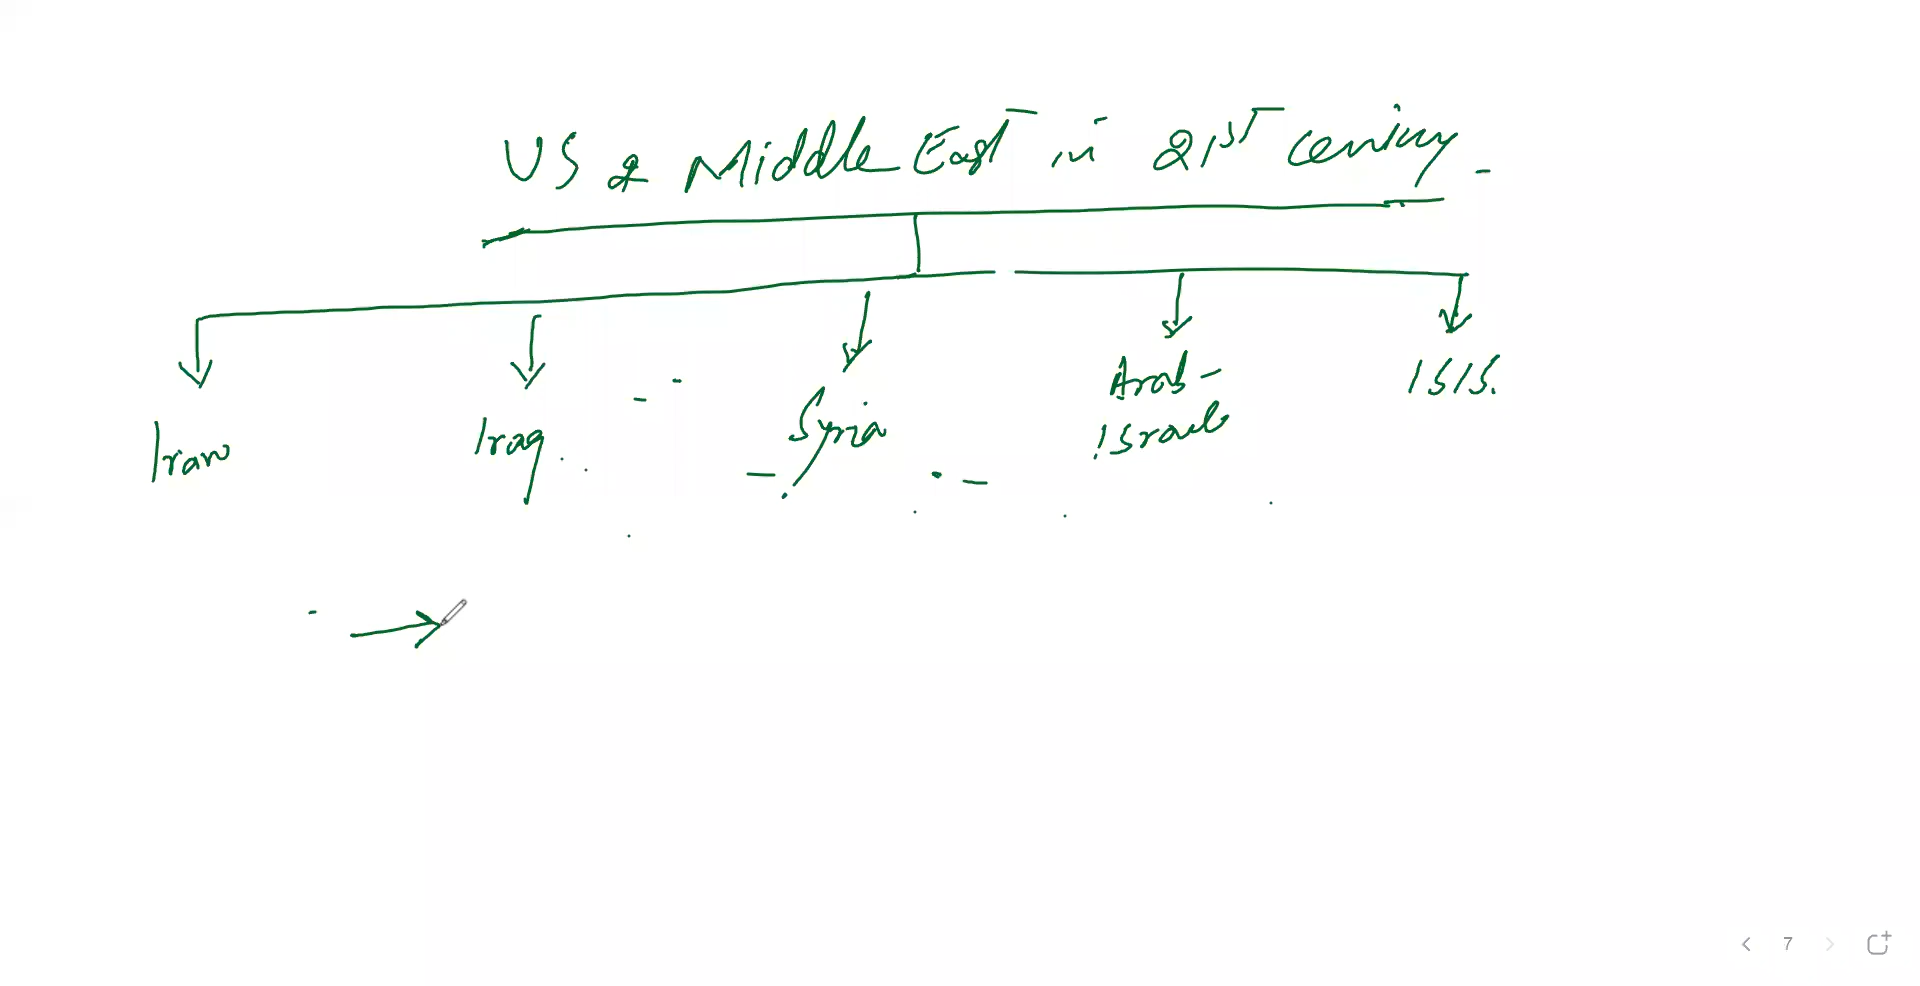 US & Middle East in 21ST century
Iran
Iraq
Syria
Arab-
Israel
ISIS.
7